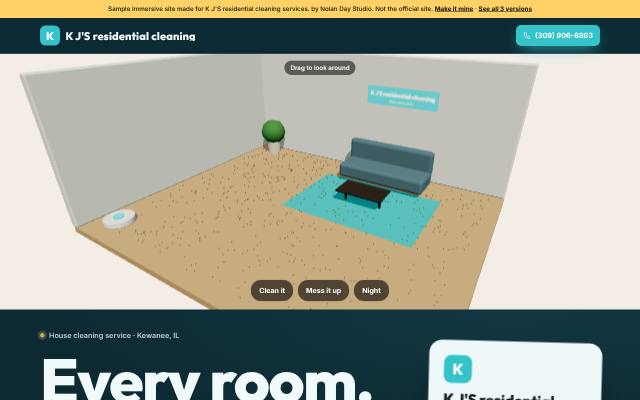 Sample Immersive site made for K J'S residential cleaning services. by Nolan Day Studio. Not the official site. Make it mine · See all 3 versions
K K J'S residential cleaning
(309) 906-8863
Drag to look around
K J'S residential cleaning
Clean it Mess it up Night
House cleaning service · Kewanee, IL
Every room.
K
K J'S residential